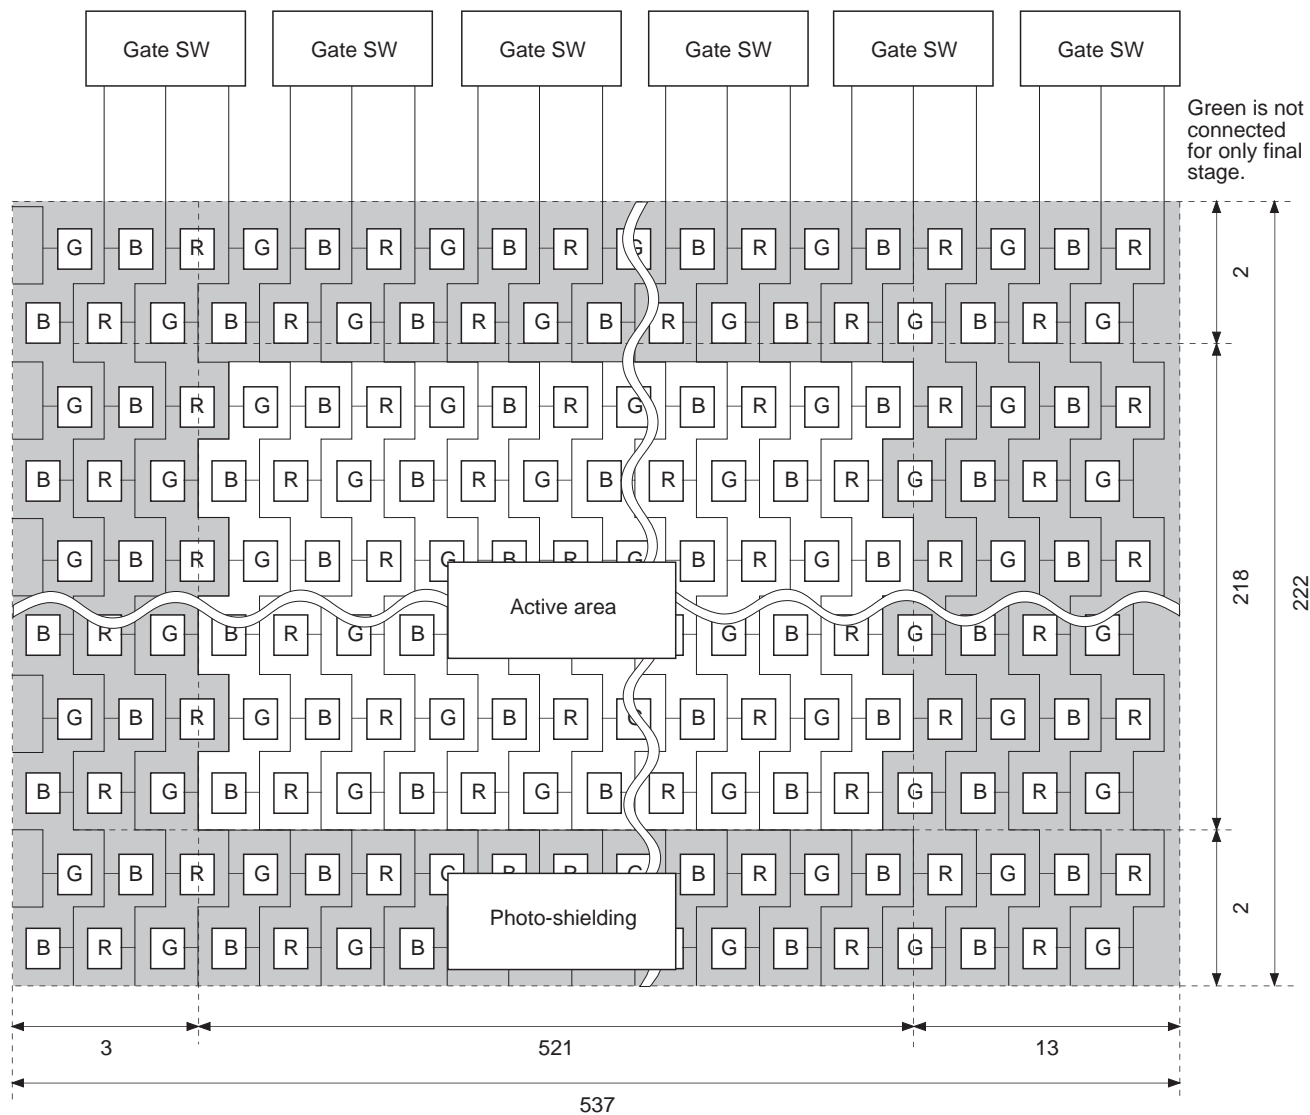 Gate SW Gate SW Gate SW Gate SW Gate SW Gate SW
Green is not
connected
for only final
stage.
G B R G B R G B R G B R G B R G B R
2
B R G B R G B R G B R G B R G B R G
G B R G B R G B R G B R G B R G B R
B R G B R G B R G B R G B R G B R G
G B R G B R G B R G B R G B R G B R
218
222
Active area
B R G B R G B G B R G B R G
G B R G B R G B R G B R G B R G B R
B R G B R G B R G B R G B R G B R G
G B R G B R G B R G B R G B R G B R
2
Photo-shielding
B R G B R G B G B R G B R G
3 521 13
537